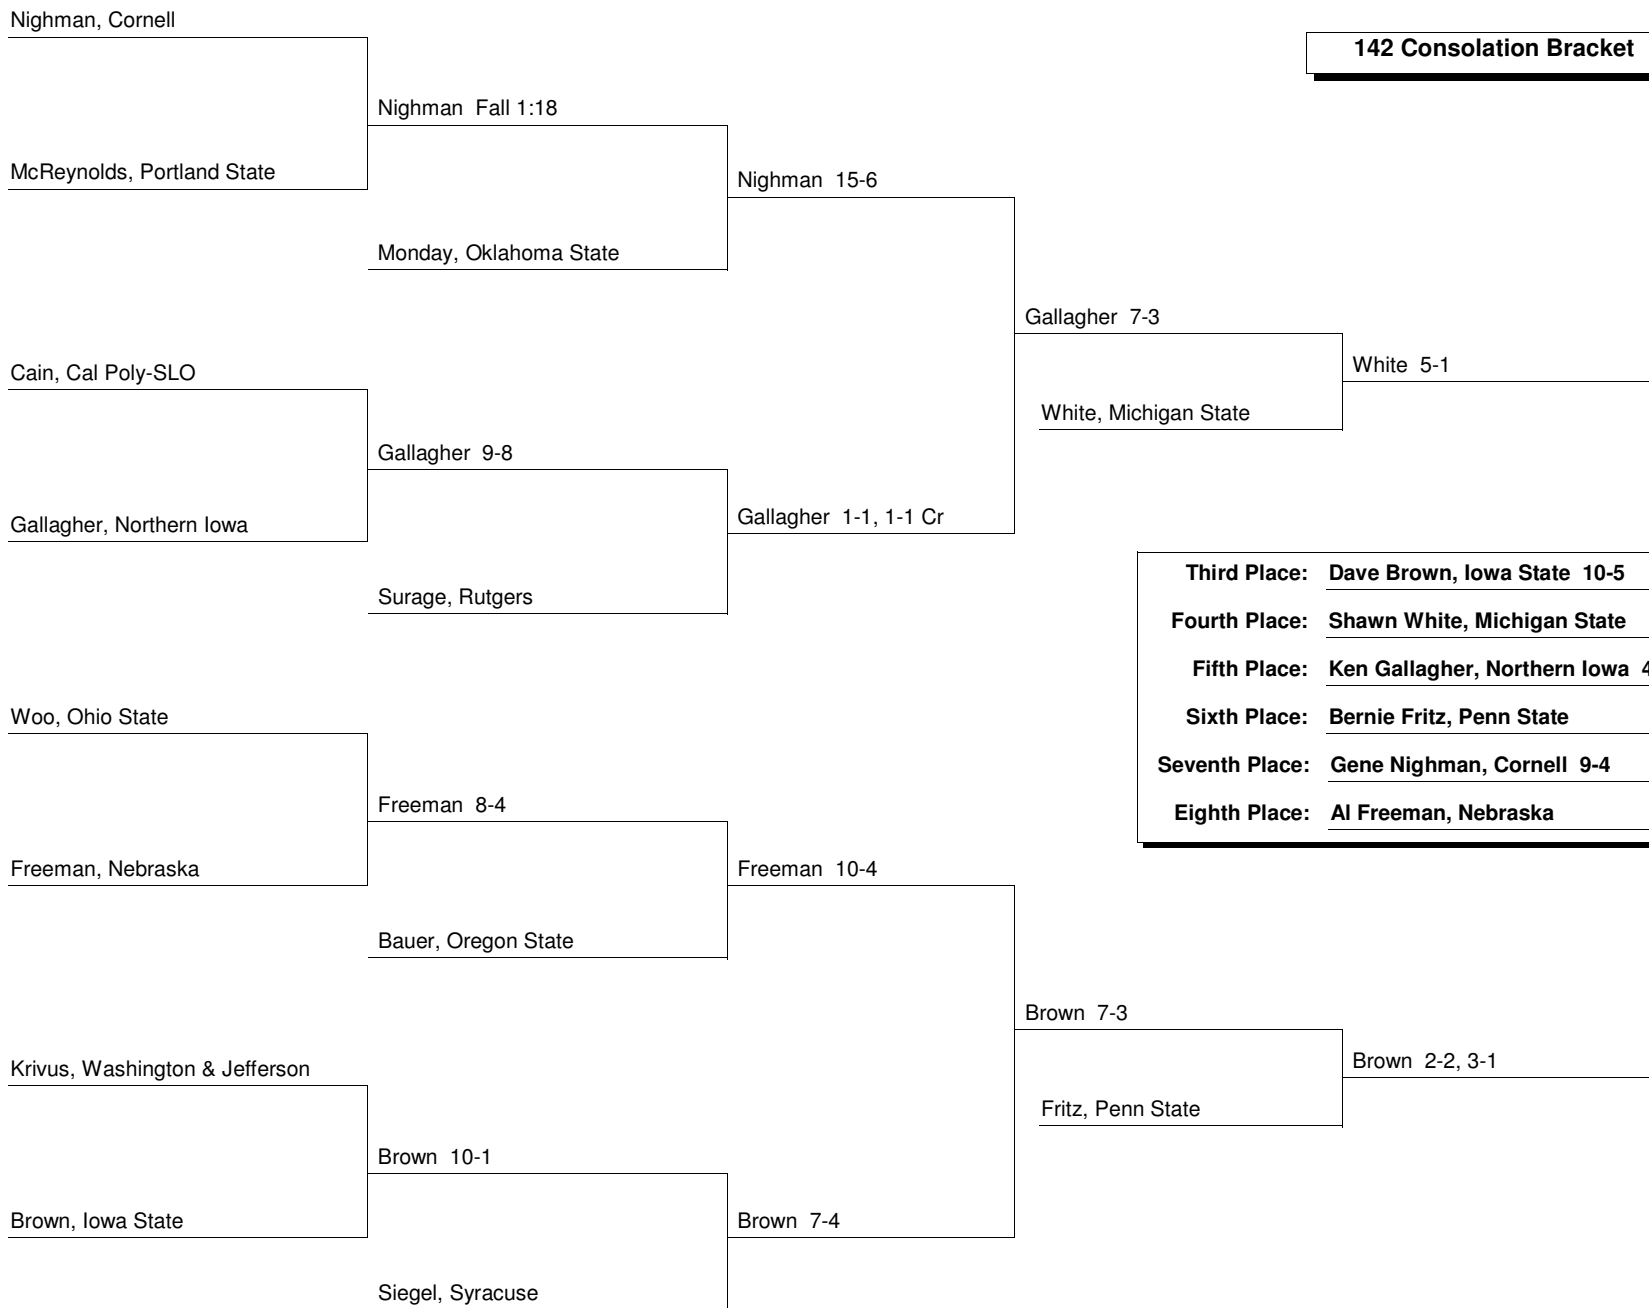 Nighman, Cornell
142 Consolation Bracket
Nighman  Fall 1:18
McReynolds, Portland State
Nighman  15-6
Monday, Oklahoma State
Gallagher  7-3
Cain, Cal Poly-SLO
White  5-1
White, Michigan State
Gallagher  9-8
Gallagher, Northern Iowa
Gallagher  1-1, 1-1 Cr
Surage, Rutgers
Third Place: Dave Brown, Iowa State  10-5
Fourth Place: Shawn White, Michigan State
Fifth Place: Ken Gallagher, Northern Iowa  4
Sixth Place: Bernie Fritz, Penn State
Seventh Place: Gene Nighman, Cornell  9-4
Eighth Place: Al Freeman, Nebraska
Woo, Ohio State
Freeman  8-4
Freeman, Nebraska
Freeman  10-4
Bauer, Oregon State
Brown  7-3
Krivus, Washington & Jefferson
Brown  2-2, 3-1
Fritz, Penn State
Brown  10-1
Brown, Iowa State
Brown  7-4
Siegel, Syracuse